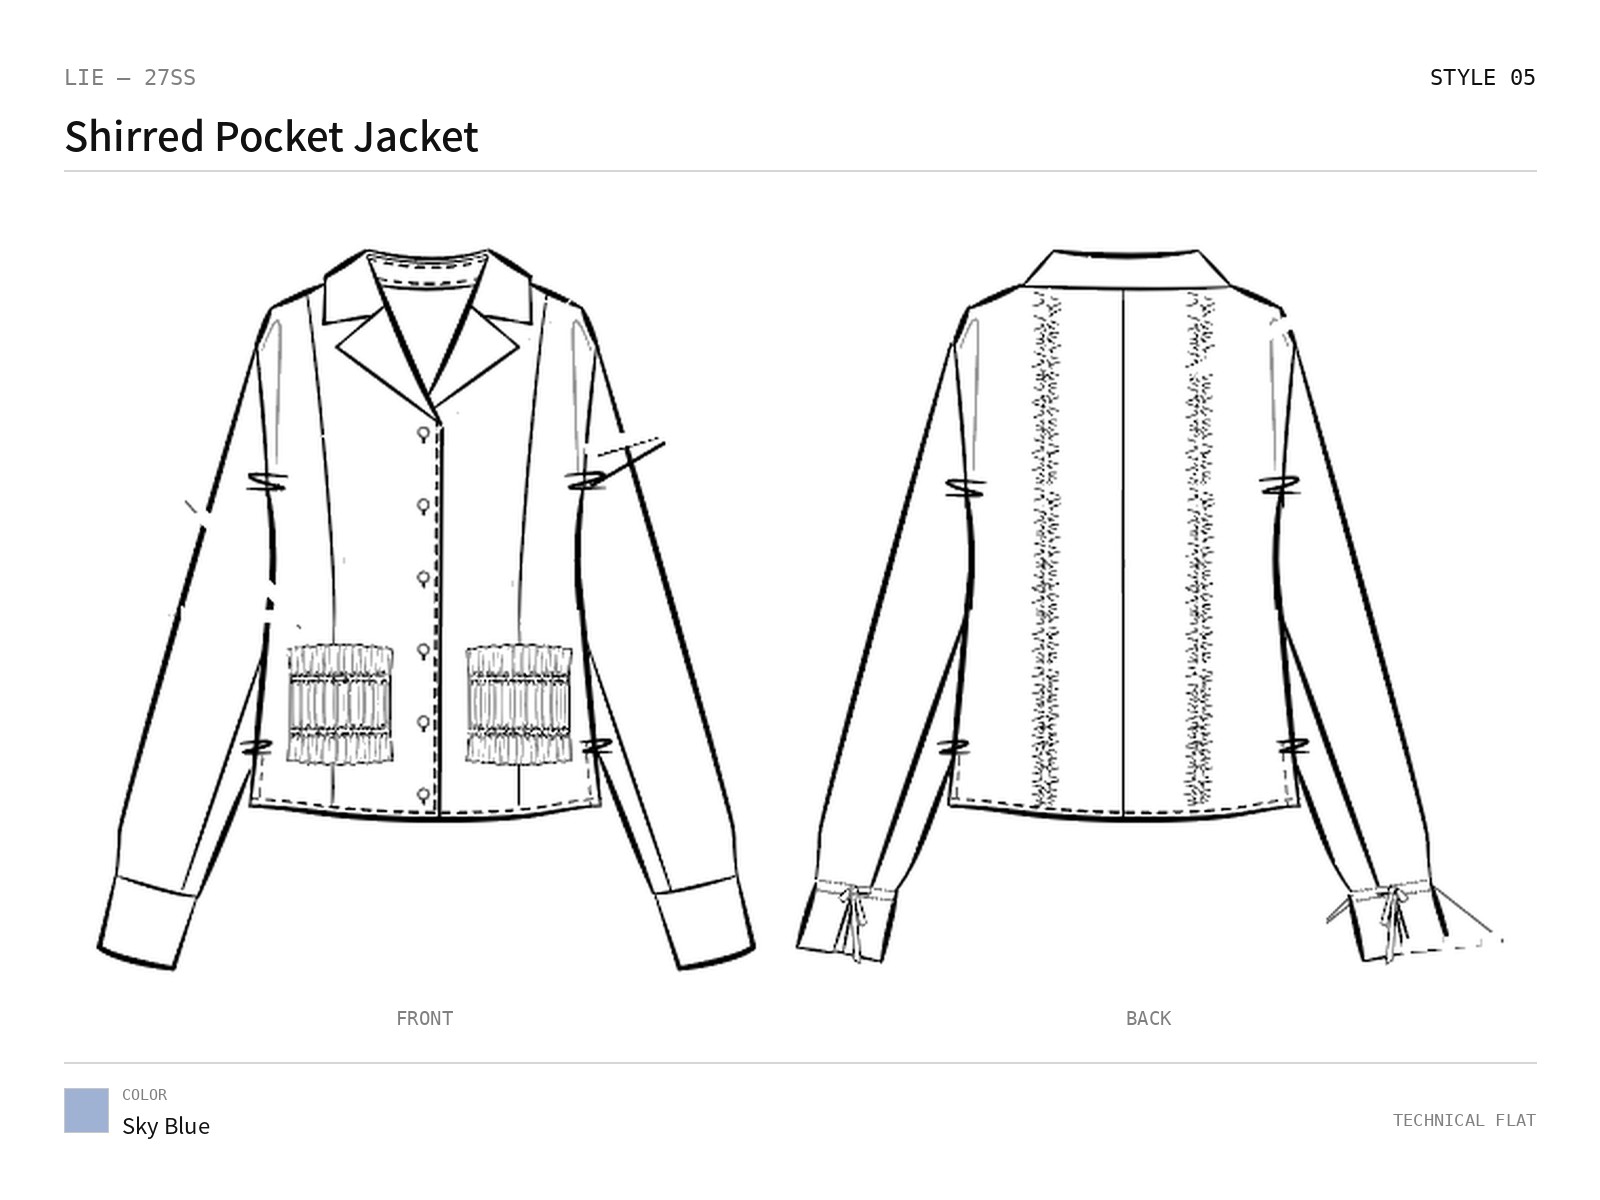 LIE — 27SS
STYLE 05
Shirred Pocket Jacket
FRONT
BACK
COLOR
Sky Blue
TECHNICAL FLAT